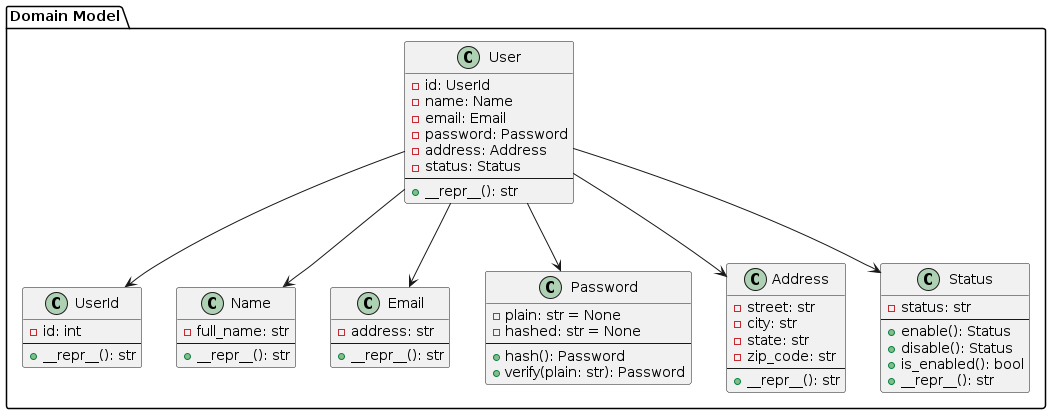 Domain Model
C User
id: UserId
name: Name
email: Email
password: Password
address: Address
status: Status
__repr__(): str
C UserId
id: int
__repr__(): str
C Name
full_name: str
__repr__(): str
C Email
address: str
__repr__(): str
C Password
plain: str = None
hashed: str = None
hash(): Password
verify(plain: str): Password
C Address
street: str
city: str
state: str
zip_code: str
__repr__(): str
C Status
status: str
enable(): Status
disable(): Status
is_enabled(): bool
__repr__(): str